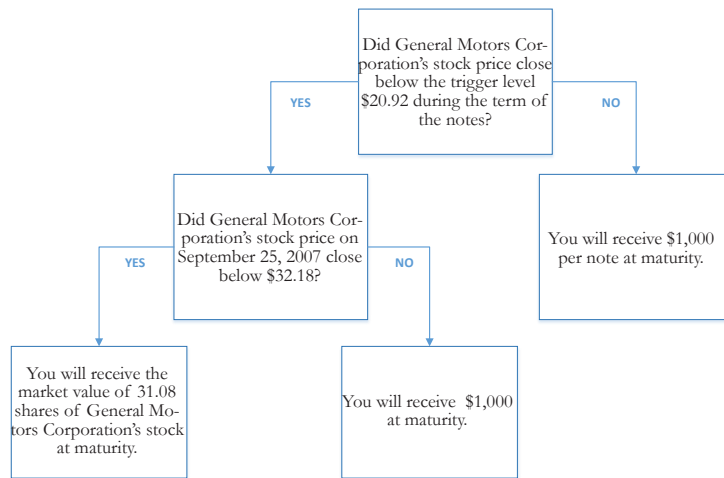 Did General Motors Cor-
poration's stock price close
below the trigger level
$20.92 during the term of
the notes?
YES
NO
Did General Motors Cor-
poration's stock price on
September 25, 2007 close
below $32.18?
You will receive $1,000
per note at maturity.
YES
NO
You will receive the
market value of 31.08
shares of General Mo-
tors Corporation's stock
at maturity.
You will receive $1,000
at maturity.